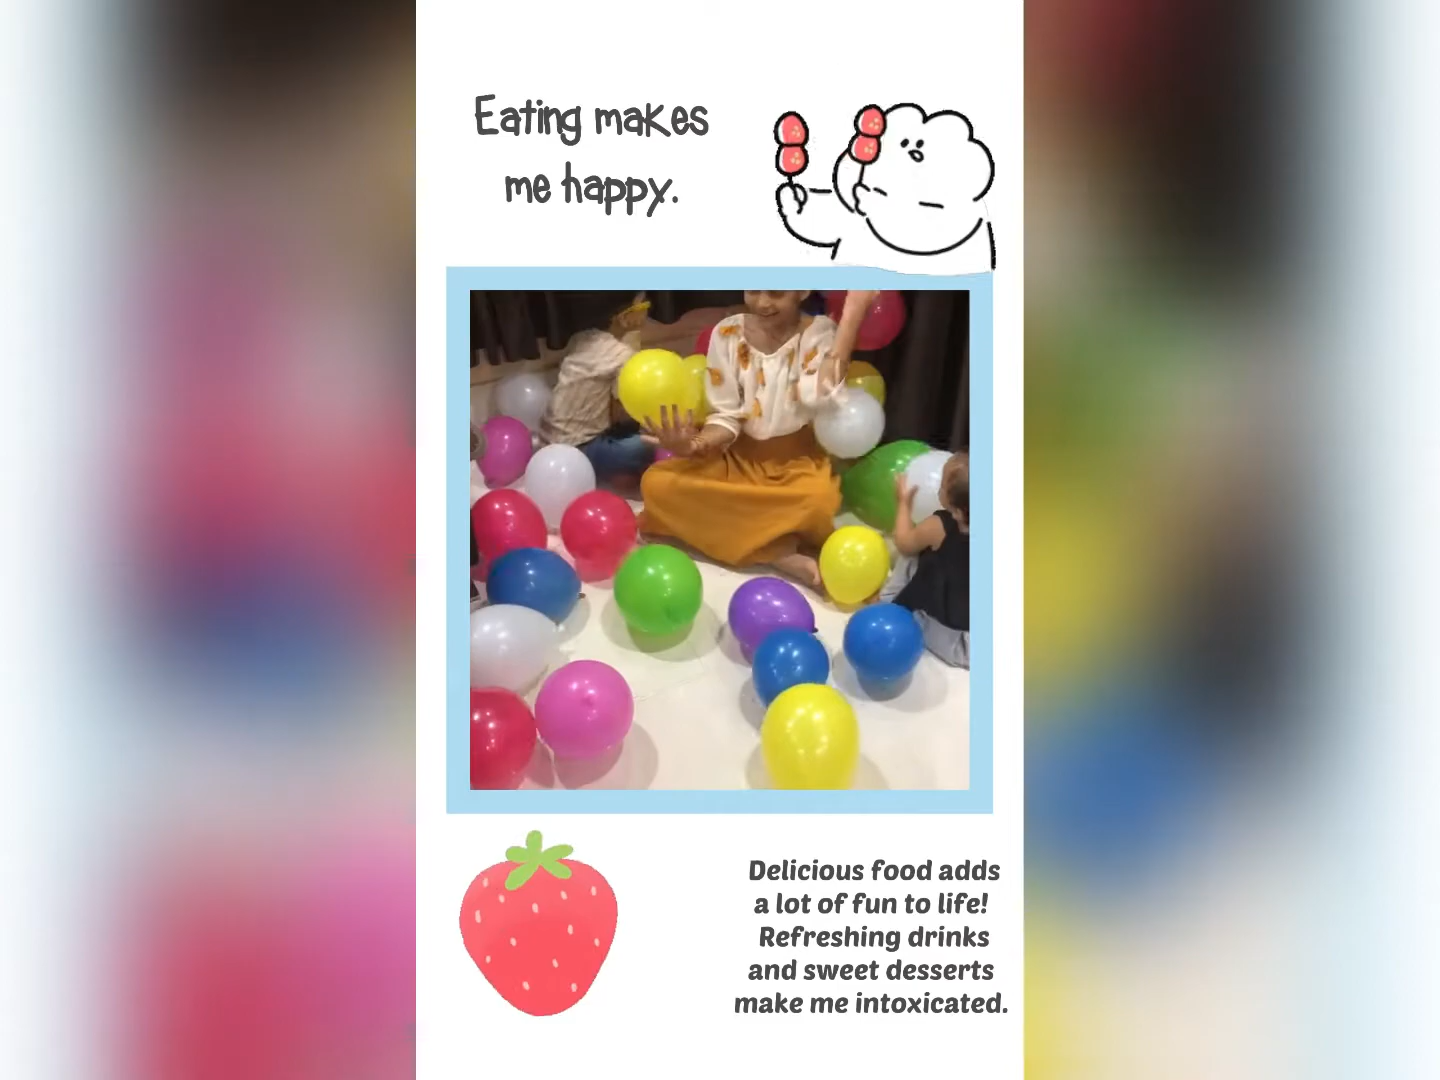 Eating makes
me happy.
Delicious food adds
a lot of fun to life!
Refreshing drinks
and sweet desserts
make me intoxicated.